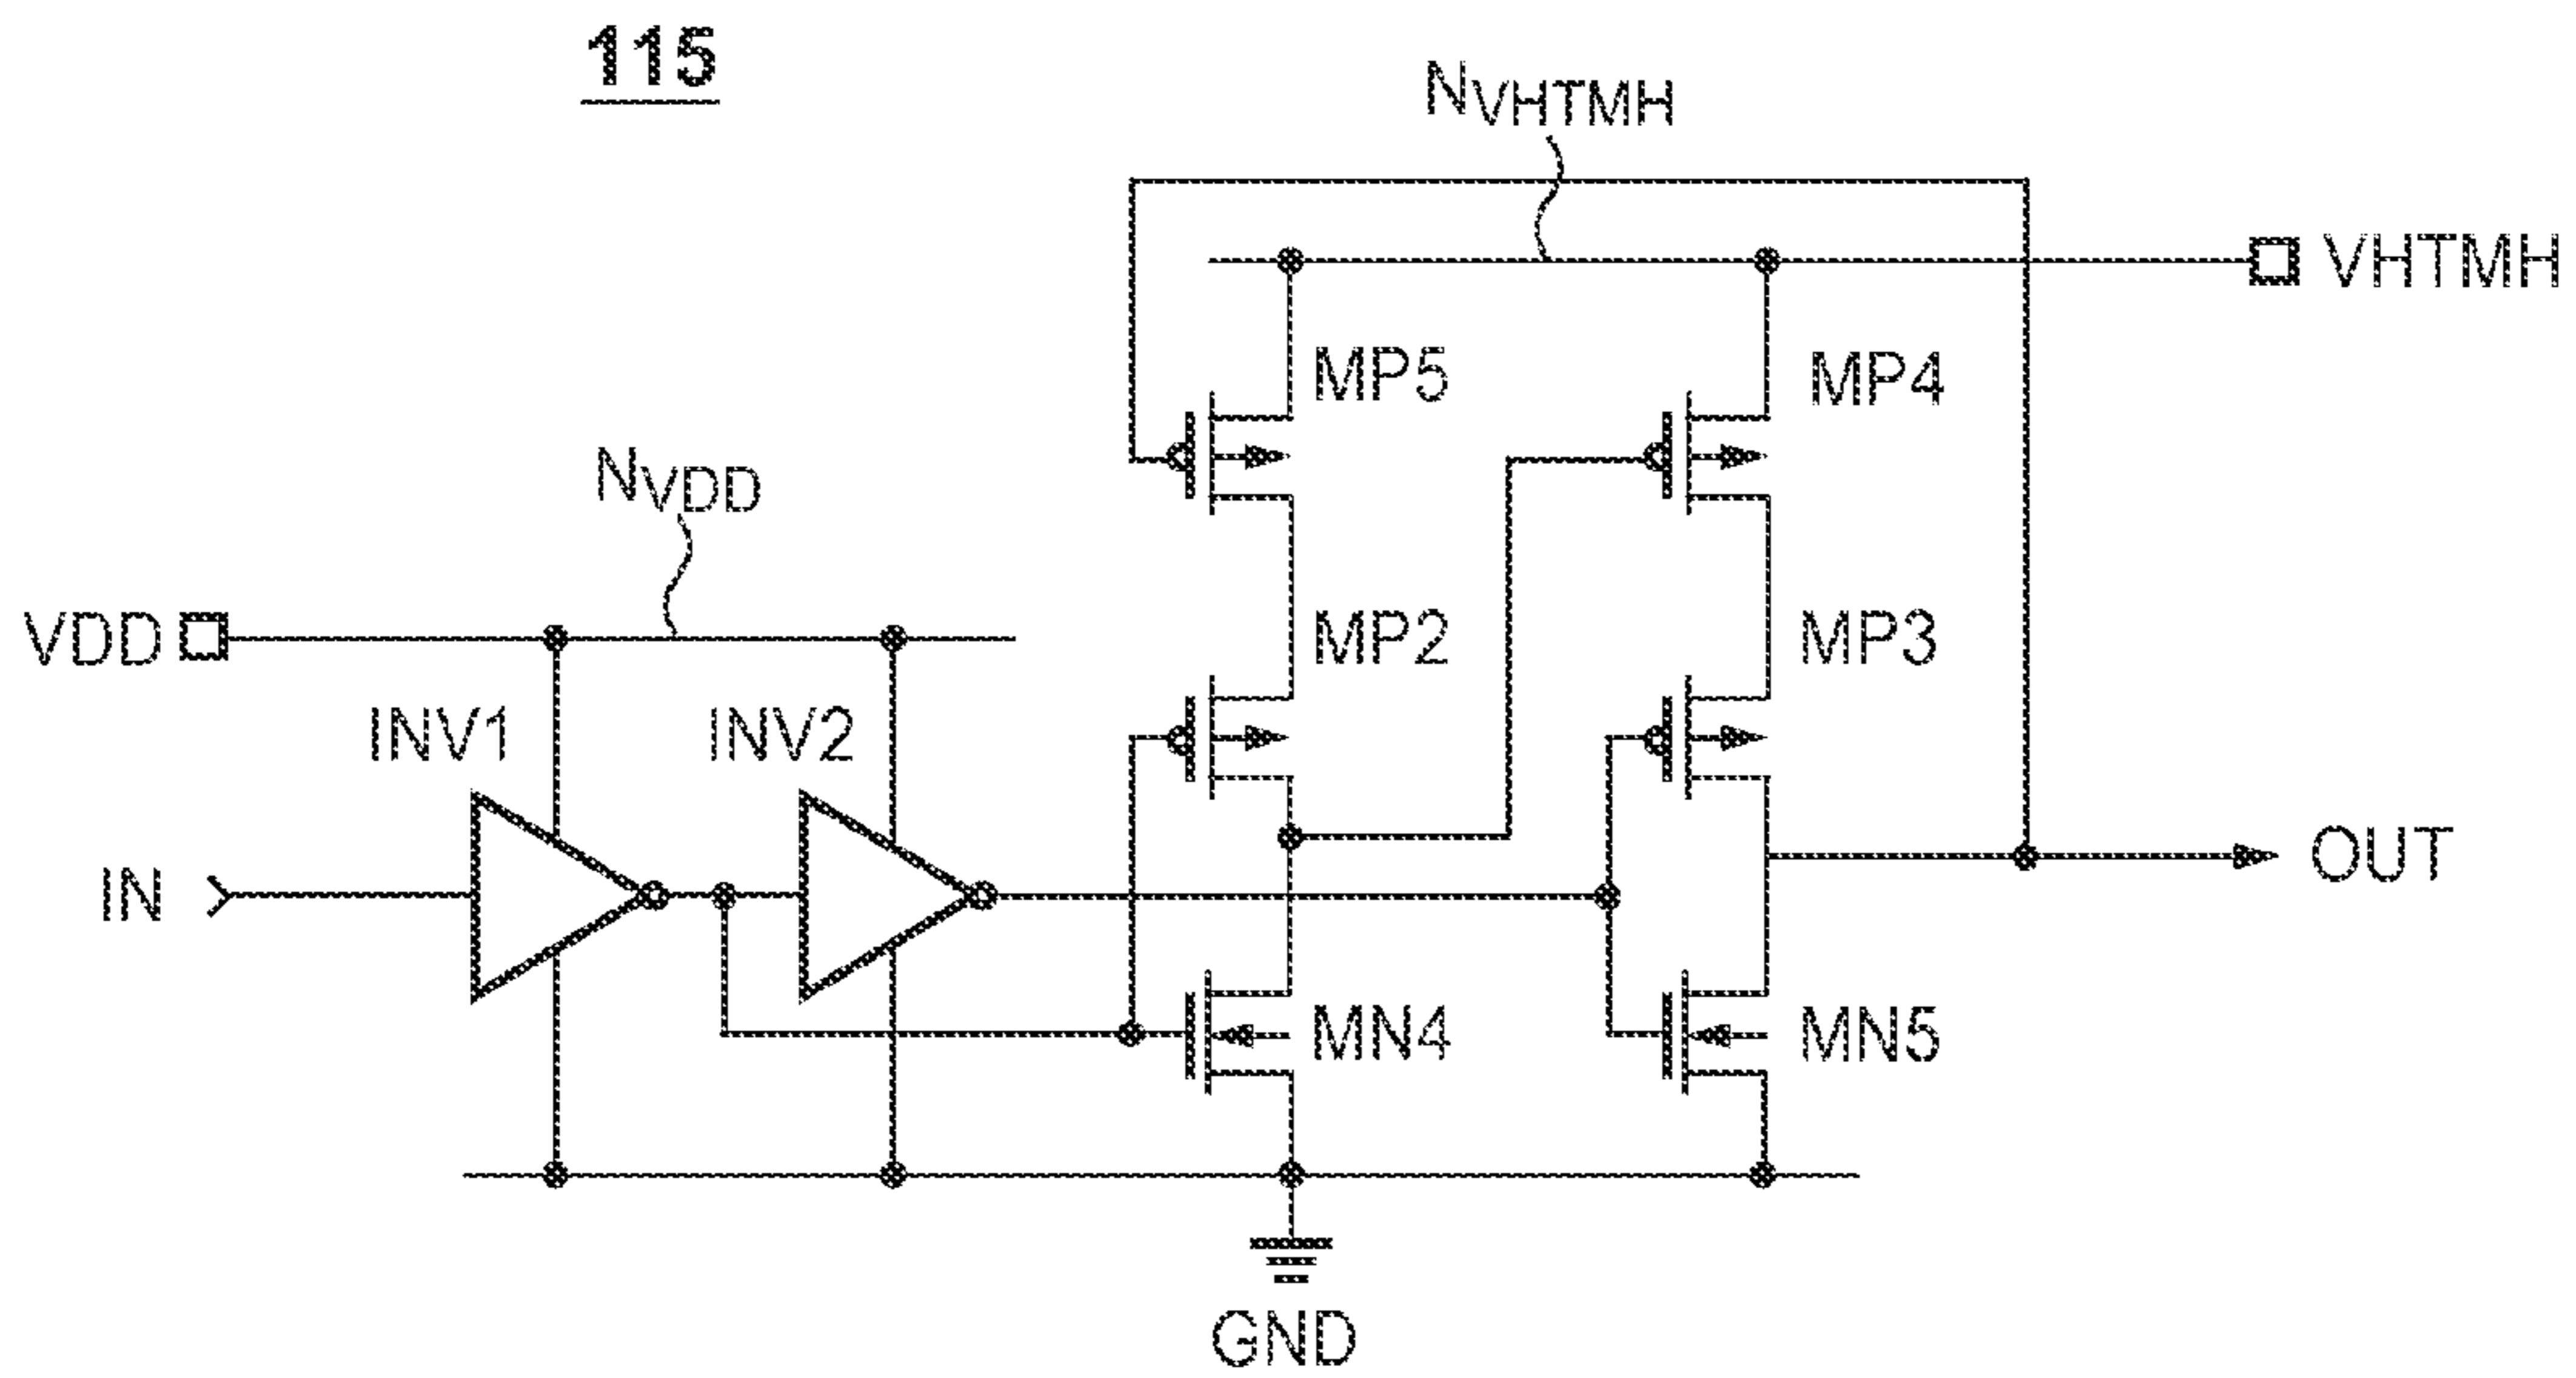 115
NVHTMH
VHTMH
MP5
MP4
NVDD
VDD
MP2
MP3
INV1
INV2
IN
OUT
MN4
MN5
GND